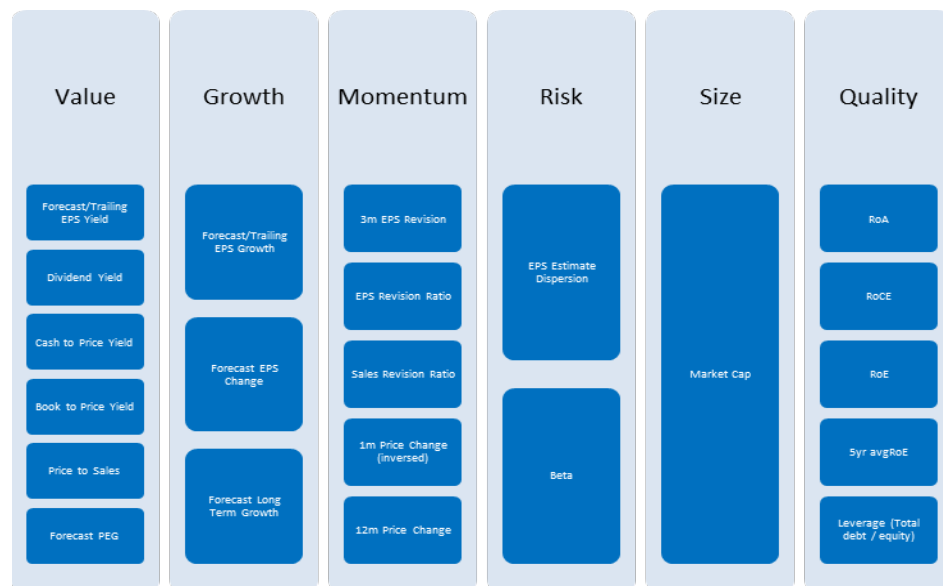 Value
Growth
Momentum
Risk
Size
Quality
Forecast/Trailing
EPS Yield
Dividend Yield
Cash to Price Yield
Book to Price Yield
Price to Sales
Forecast PEG
Forecast/Trailing
EPS Growth
Forecast EPS
Change
Forecast Long
Term Growth
3m EPS Revision
EPS Revision Ratio
Sales Revision Ratio
1m Price Change
(inversed)
12m Price Change
EPS Estimate
Dispersion
Beta
Market Cap
RoA
RoCE
RoE
5yr avgRoE
Leverage (Total
debt / equity)